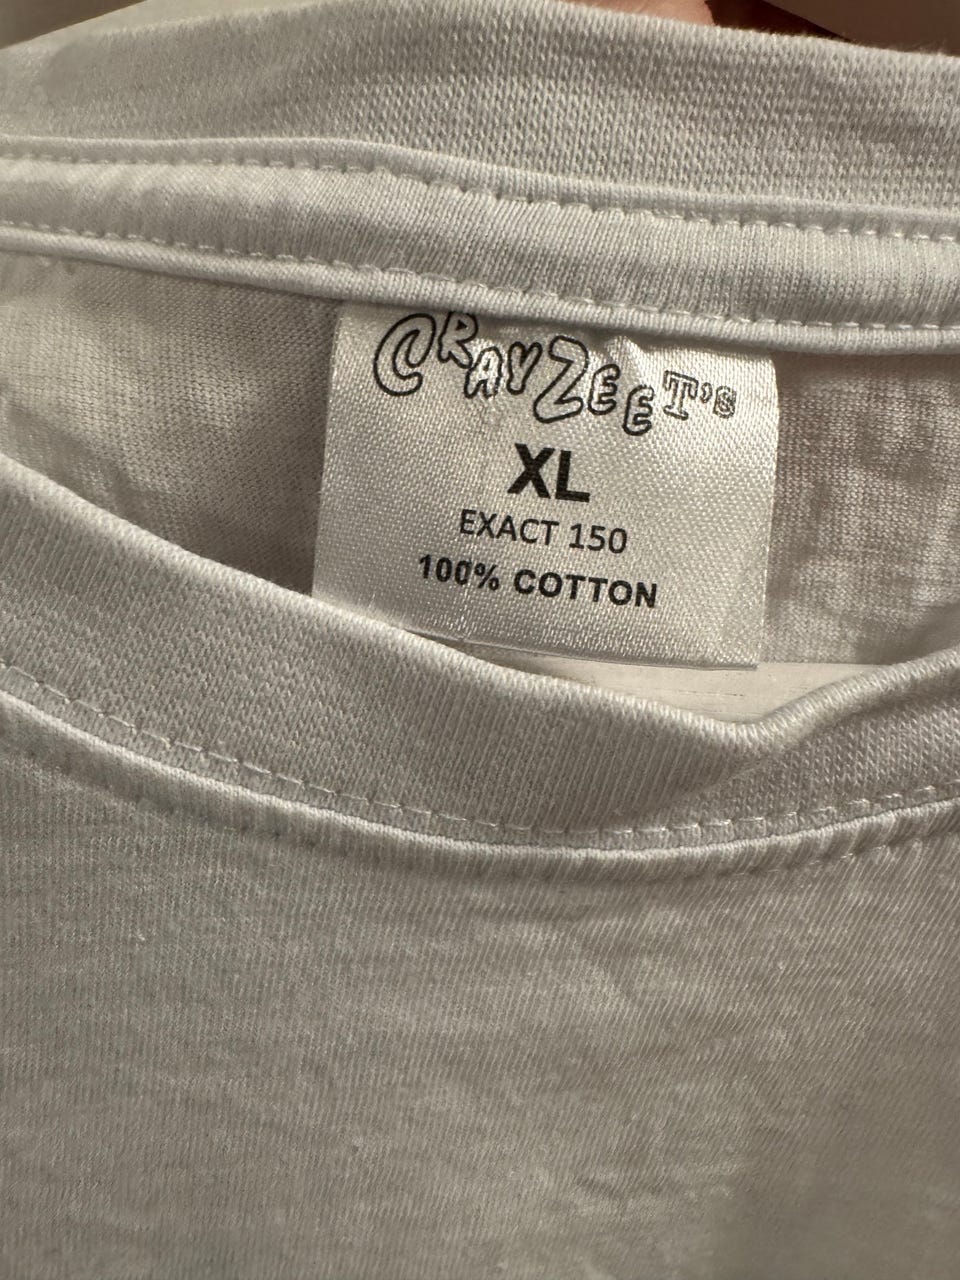 CRAYZEET'S
XL
EXACT 150
100% COTTON